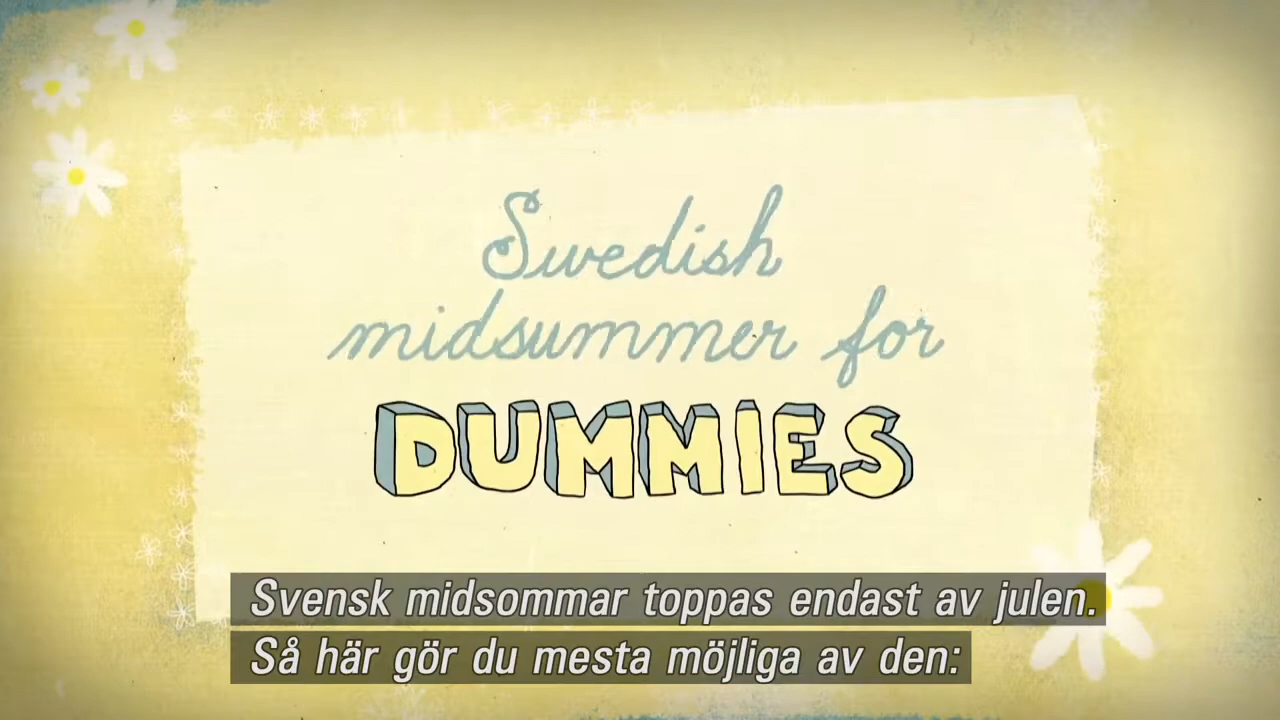 Swedish
midsummer for
DUMMIES
Svensk midsommar toppas endast av julen.
Så här gör du mesta möjliga av den: